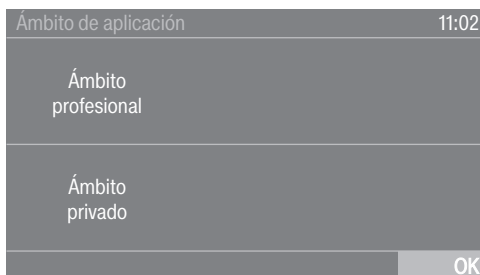 Ámbito de aplicación 11:02
Ámbito
profesional
Ámbito
privado
OK